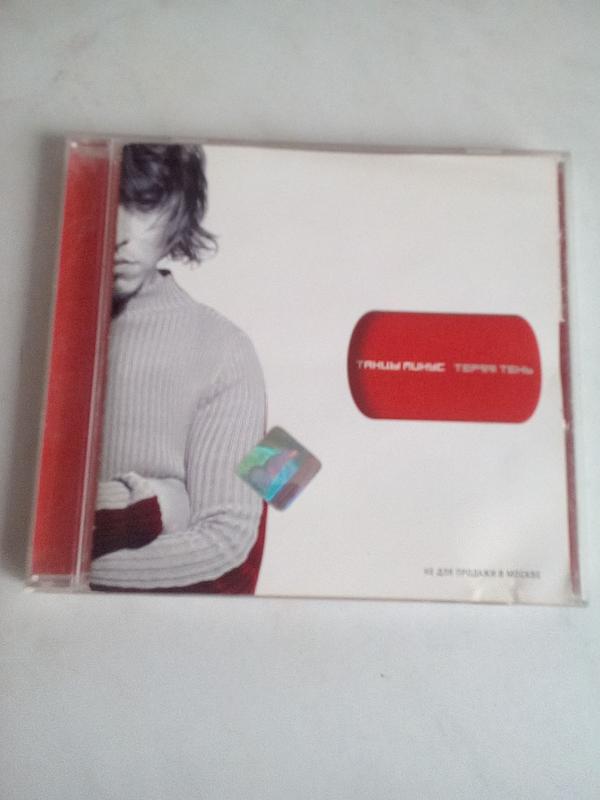 ТАНЦЫ МИНУС ТЕРЯЯ ТЕНЬ
НЕ ДЛЯ ПРОДАЖИ В МОСКВЕ